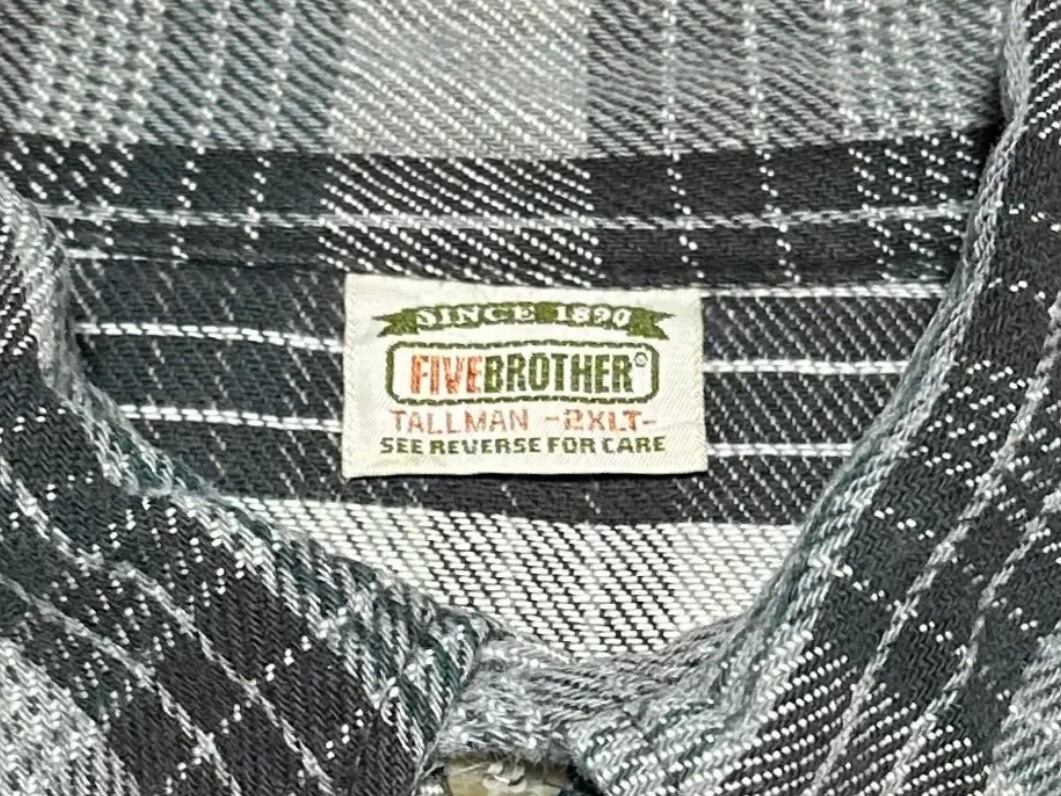 SINCE 1890
FIVEBROTHER®
TALLMAN -2XLT-
SEE REVERSE FOR CARE